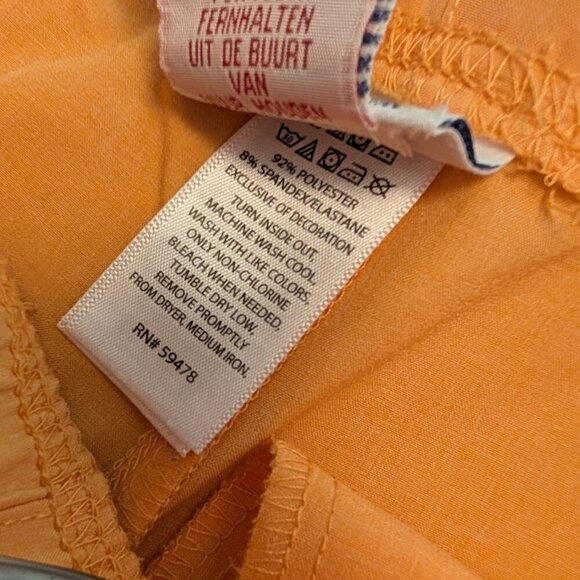 FERNHALTEN
UIT DE BUURT
VAN
VUUR HOUDEN
92% POLYESTER
8% SPANDEX/ELASTANE
EXCLUSIVE OF DECORATION
TURN INSIDE OUT,
MACHINE WASH COOL,
WASH WITH LIKE COLORS,
ONLY NON-CHLORINE
BLEACH WHEN NEEDED,
TUMBLE DRY LOW,
REMOVE PROMPTLY
FROM DRYER, MEDIUM IRON,
RN# 59478